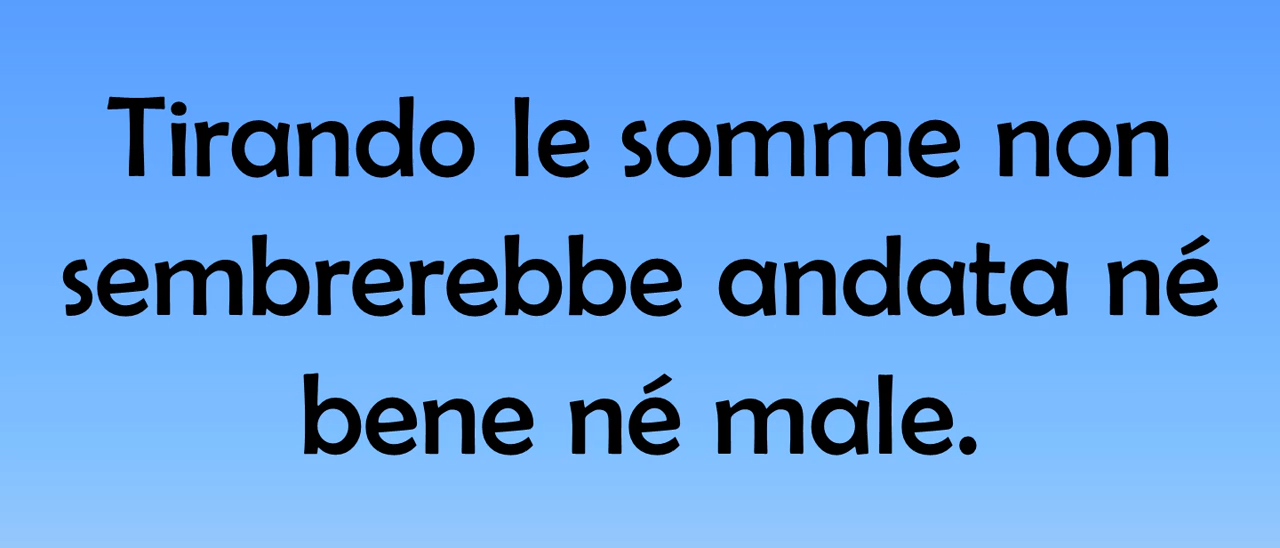 Tirando le somme non
sembrerebbe andata né
bene né male.